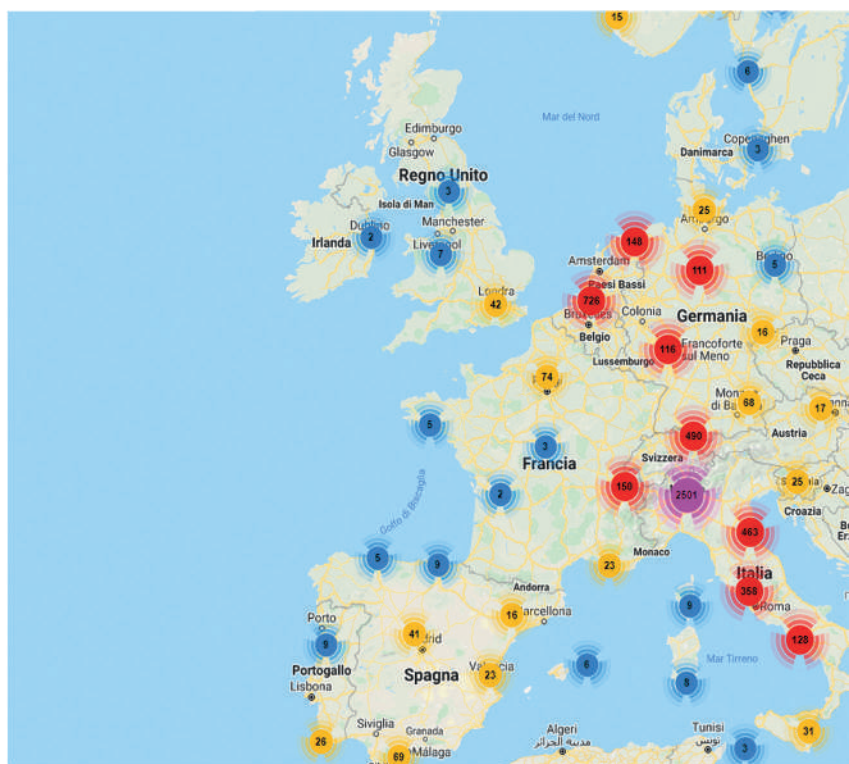 15
6
Mar del Nord
Edimburgo
Glasgow
Danimarca
3
Regno Unito
3
Isola di Man
25
Manchester
Dublino
2
Irlanda
7
148
111
5
Amsterdam
Paesi Bassi
Londra
42
726
Colonia
Germania
Belgio
16
116
Francoforte
sul Meno
Praga
Lussemburgo
Repubblica
Ceca
74
68
17
5
490
Austria
3
Svizzera
Francia
150
2501
2
25
Croazia
Golfo di Biscaglia
463
Monaco
5
9
23
Italia
Andorra
358
Roma
9
16
Porto
41
128
9
Mar Tirreno
Portogallo
Spagna
23
6
8
Lisbona
Siviglia
Granada
Algeri
مدينة الجزائر
Tunisi
تونس
31
26
69
Málaga
3